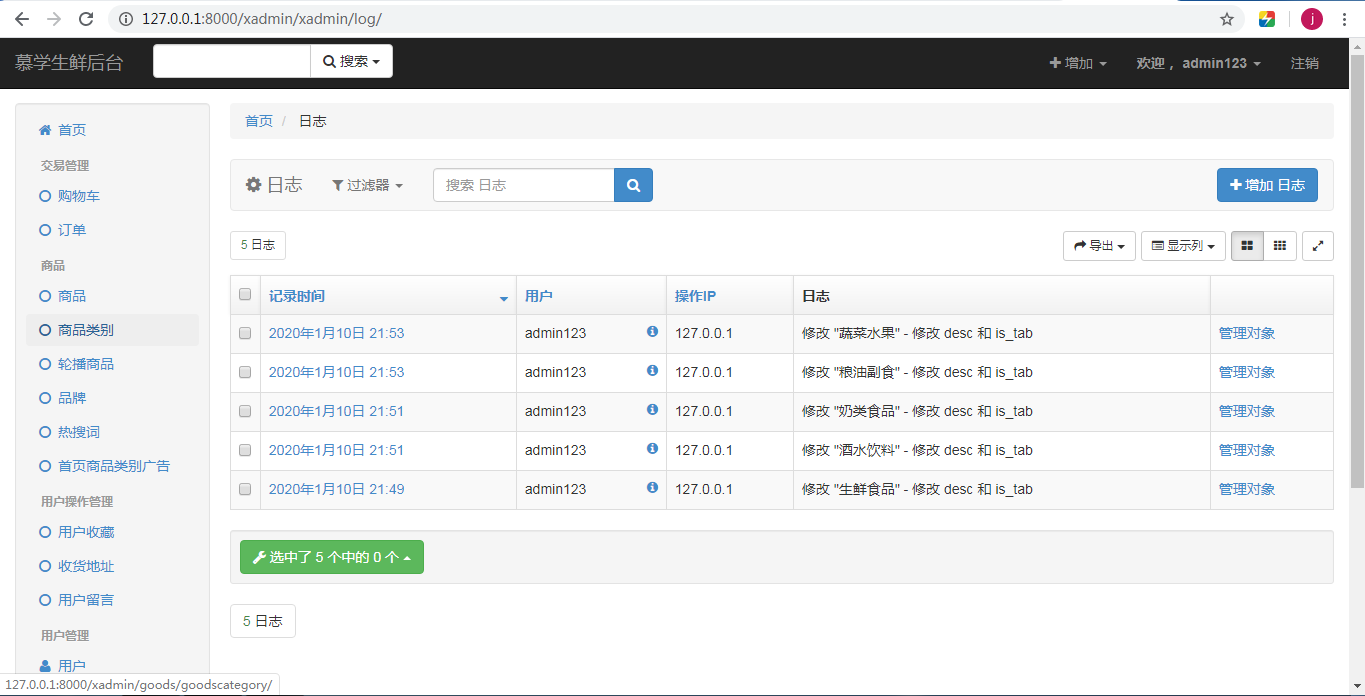 127.0.0.1:8000/xadmin/xadmin/log/
j
慕学生鲜后台
搜索
增加
欢迎， admin123
注销
首页
交易管理
购物车
订单
商品
商品
商品类别
轮播商品
品牌
热搜词
首页商品类别广告
用户操作管理
用户收藏
收货地址
用户留言
用户管理
用户
首页 / 日志
日志
过滤器
搜索 日志
增加 日志
5 日志
导出
显示列
记录时间 用户 操作IP 日志
2020年1月10日 21:53 admin123 127.0.0.1 修改 "蔬菜水果" - 修改 desc 和 is_tab 管理对象
2020年1月10日 21:53 admin123 127.0.0.1 修改 "粮油副食" - 修改 desc 和 is_tab 管理对象
2020年1月10日 21:51 admin123 127.0.0.1 修改 "奶类食品" - 修改 desc 和 is_tab 管理对象
2020年1月10日 21:51 admin123 127.0.0.1 修改 "酒水饮料" - 修改 desc 和 is_tab 管理对象
2020年1月10日 21:49 admin123 127.0.0.1 修改 "生鲜食品" - 修改 desc 和 is_tab 管理对象
选中了 5 个中的 0 个
5 日志
127.0.0.1:8000/xadmin/goods/goodscategory/